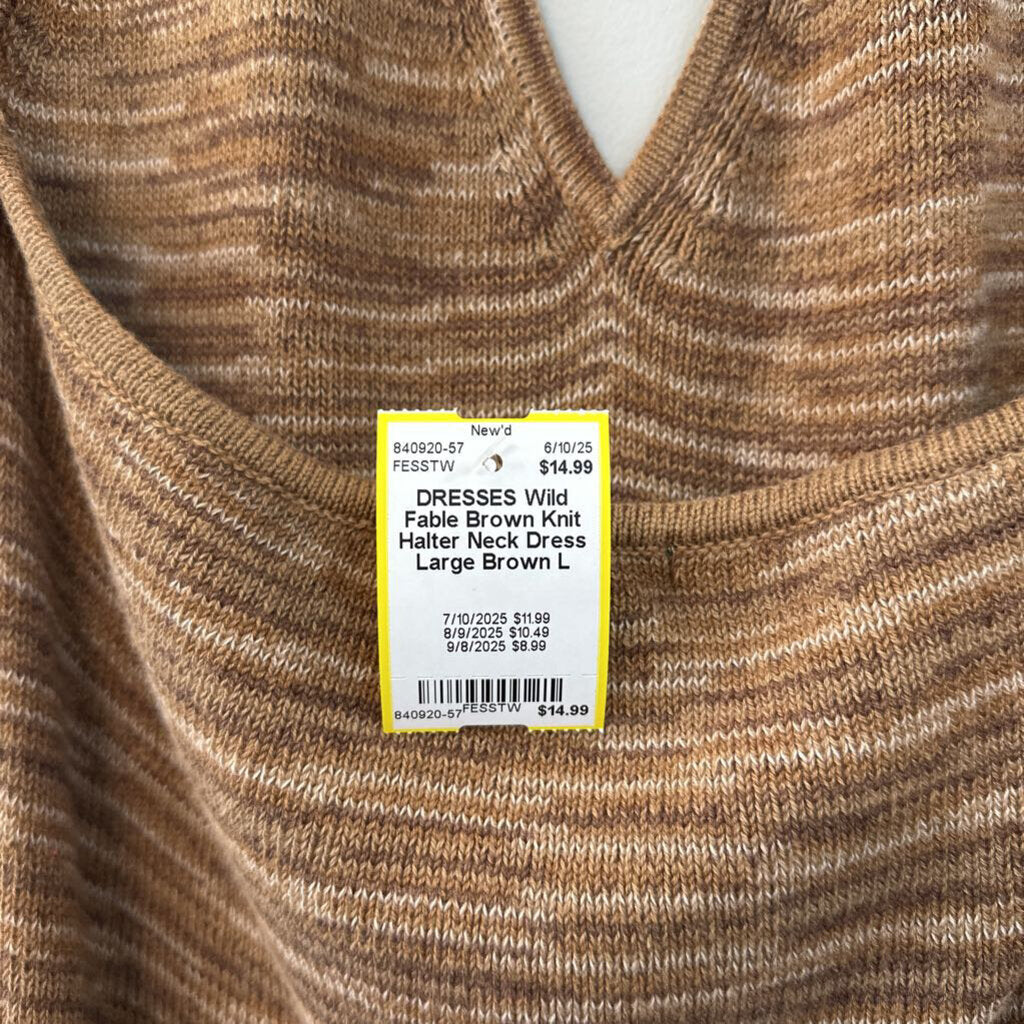 New'd
840920-57 6/10/25
FESSTW $14.99
DRESSES Wild
Fable Brown Knit
Halter Neck Dress
Large Brown L
7/10/2025 $11.99
8/9/2025 $10.49
9/8/2025 $8.99
840920-57 FESSTW $14.99